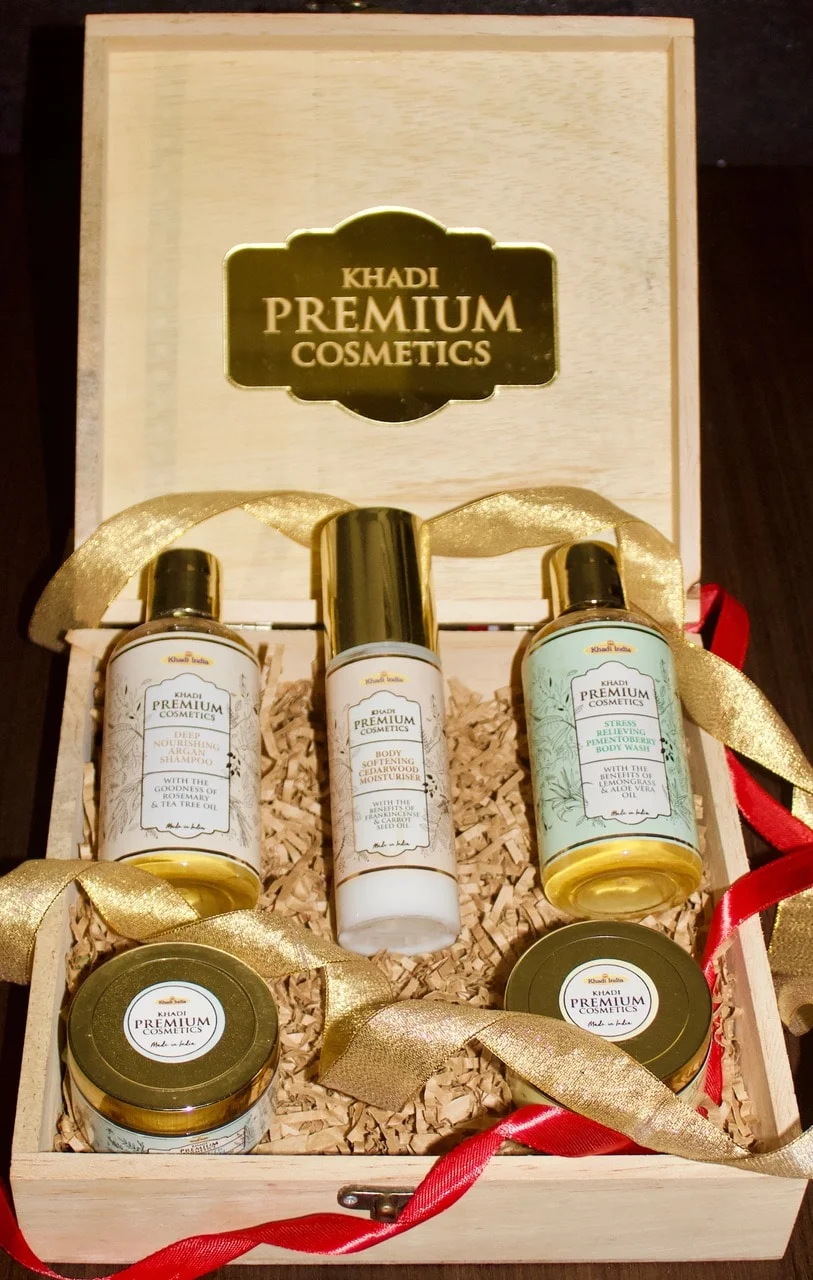 KHADI
PREMIUM
COSMETICS
Khadi India
KHADI
PREMIUM
COSMETICS
DEEP
NOURISHING
ARGAN
SHAMPOO
WITH THE
GOODNESS OF
ROSEMARY
& TEA TREE OIL
Made in India
Khadi India
KHADI
PREMIUM
COSMETICS
BODY
SOFTENING
CEDARWOOD
MOISTURISER
WITH THE
BENEFITS OF
FRANKINCENSE
& CARROT
SEED OIL
Made in India
Khadi India
KHADI
PREMIUM
COSMETICS
STRESS
RELIEVING
PIMENTOBERRY
BODY WASH
WITH THE
BENEFITS OF
LEMONGRASS
& ALOE VERA
OIL
Made in India
Khadi India
KHADI
PREMIUM
COSMETICS
Made in India
PREMIUM
Khadi India
KHADI
PREMIUM
COSMETICS
Made in India